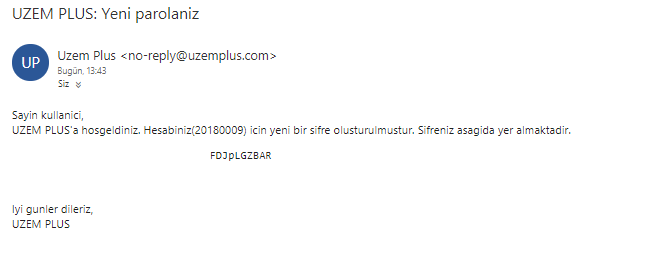 UZEM PLUS: Yeni parolaniz
UP
Uzem Plus <no-reply@uzemplus.com>
Bugün, 13:43
Siz
Sayin kullanici,
UZEM PLUS'a hosgeldiniz. Hesabiniz(20180009) icin yeni bir sifre olusturulmustur. Sifreniz asagida yer almaktadir.
FDJpLGZBAR
Iyi gunler dileriz,
UZEM PLUS